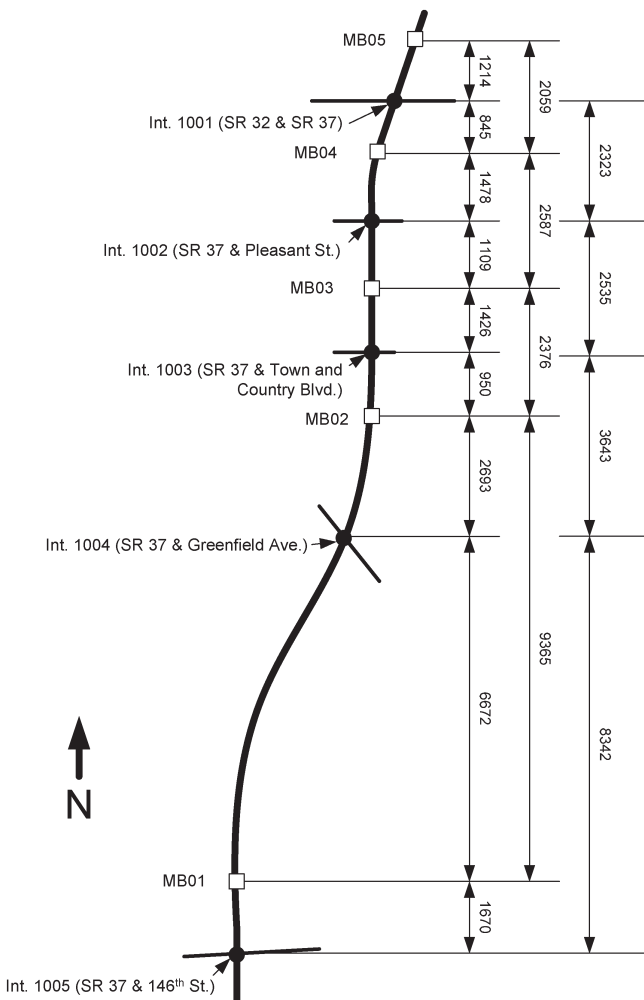 MB05
1214
2059
Int. 1001 (SR 32 & SR 37)
845
2323
MB04
1478
2587
Int. 1002 (SR 37 & Pleasant St.)
1109
2535
MB03
1426
2376
Int. 1003 (SR 37 & Town and
Country Blvd.)
950
MB02
3643
2693
Int. 1004 (SR 37 & Greenfield Ave.)
9365
6672
8342
N
MB01
1670
Int. 1005 (SR 37 & 146th St.)